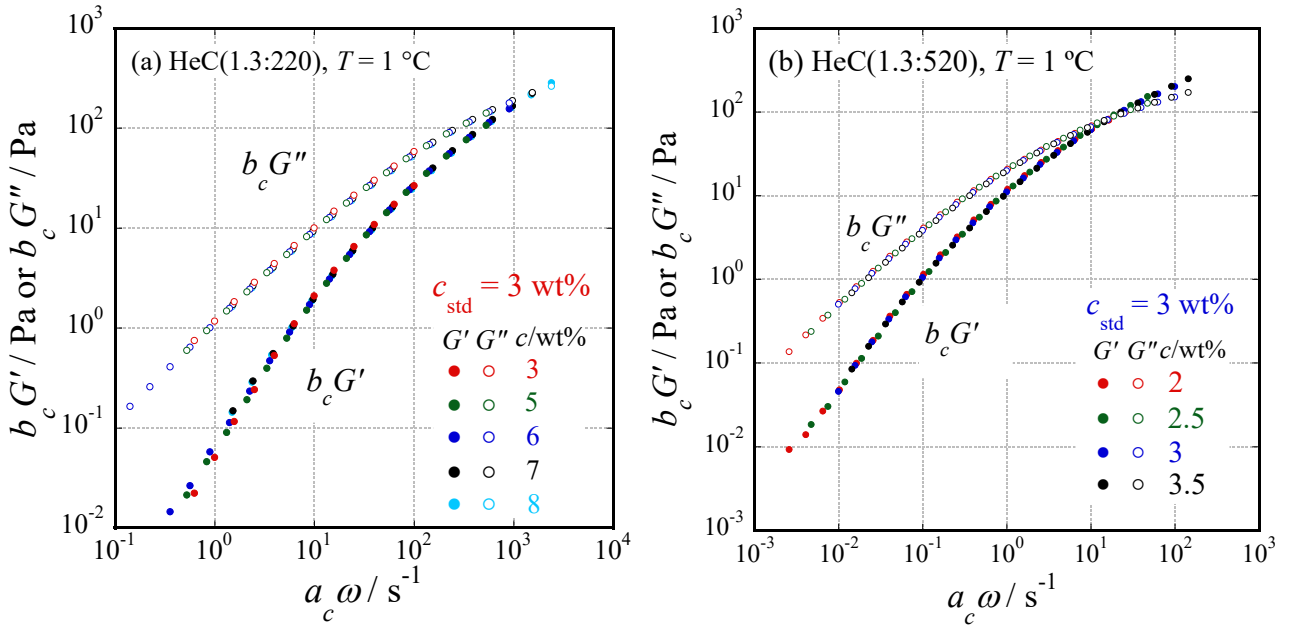 (a) HeC(1.3:220), T = 1 °C
b_c G″
b_c G′
c_std = 3 wt%
G′ G″ c/wt%
3
5
6
7
8
10^3
10^2
10^1
10^0
10^-1
10^-2
10^-1 10^0 10^1 10^2 10^3 10^4
b_c G′ / Pa or b_c G″ / Pa
a_c ω / s^-1
(b) HeC(1.3:520), T = 1 ºC
b_c G″
b_c G′
c_std = 3 wt%
G′ G″ c/wt%
2
2.5
3
3.5
10^3
10^2
10^1
10^0
10^-1
10^-2
10^-3
10^-3 10^-2 10^-1 10^0 10^1 10^2 10^3
b_c G′ / Pa or b_c G″ / Pa
a_c ω / s^-1